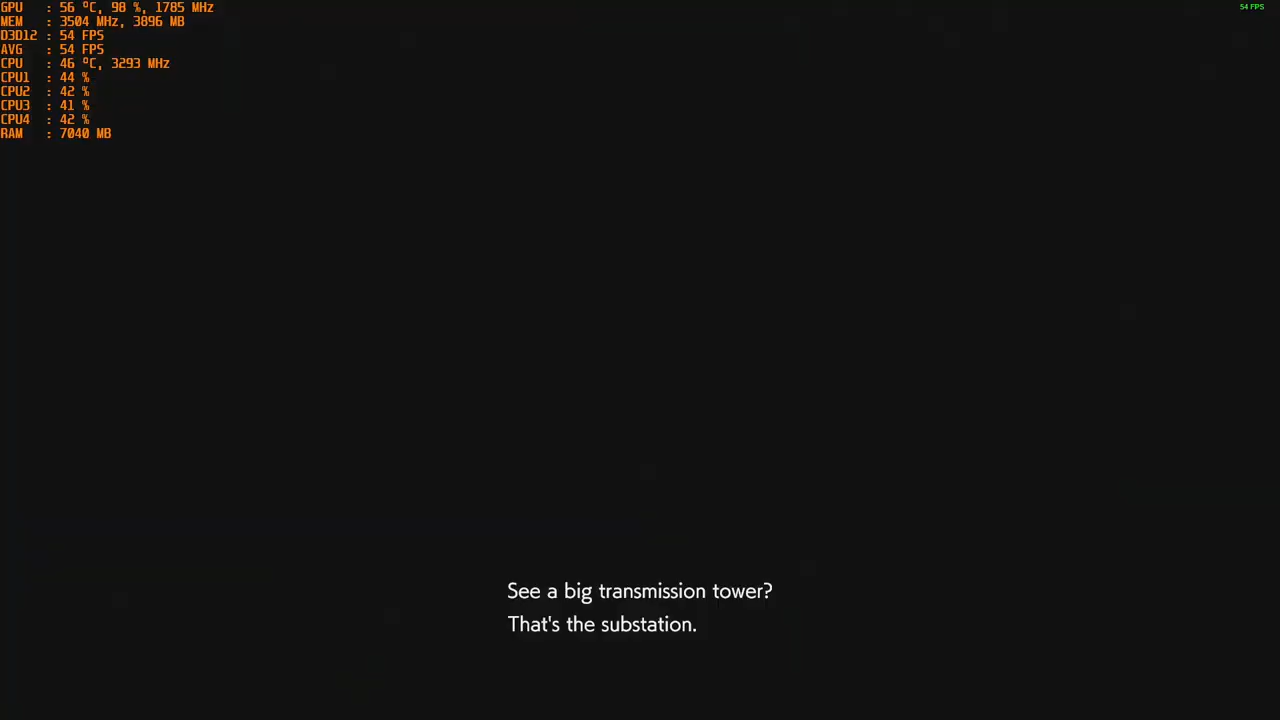 GPU : 56 ºC, 98 %, 1785 MHz
54 FPS
MEM : 3504 MHz, 3896 MB
D3D12 : 54 FPS
AVG : 54 FPS
CPU : 46 ºC, 3293 MHz
CPU1 : 44 %
CPU2 : 42 %
CPU3 : 41 %
CPU4 : 42 %
RAM : 7040 MB
See a big transmission tower?
That's the substation.